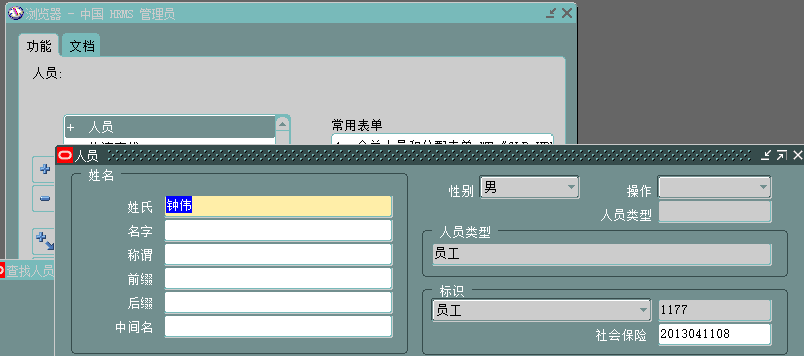 浏览器 - 中国 HRMS 管理员
功能 文档
人员:
+ 人员
常用表单
人员
姓名
姓氏 钟伟
名字
称谓
前缀
后缀
中间名
性别 男 操作
人员类型
人员类型
员工
标识
员工 1177
社会保险 2013041108
查找人员